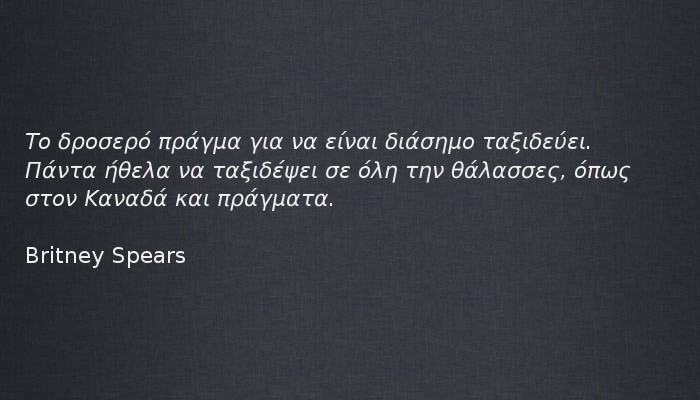 Το δροσερό πράγμα για να είναι διάσημο ταξιδεύει.
Πάντα ήθελα να ταξιδέψει σε όλη την θάλασσες, όπως
στον Καναδά και πράγματα.
Britney Spears